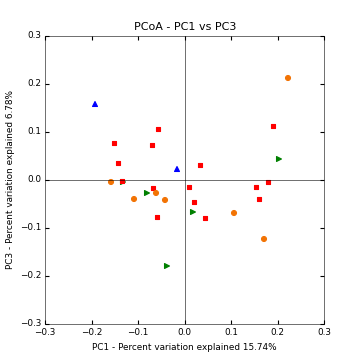 PCoA - PC1 vs PC3
0.3
0.2
0.1
0.0
−0.1
−0.2
−0.3
PC3 - Percent variation explained 6.78%
−0.3 −0.2 −0.1 0.0 0.1 0.2 0.3
PC1 - Percent variation explained 15.74%